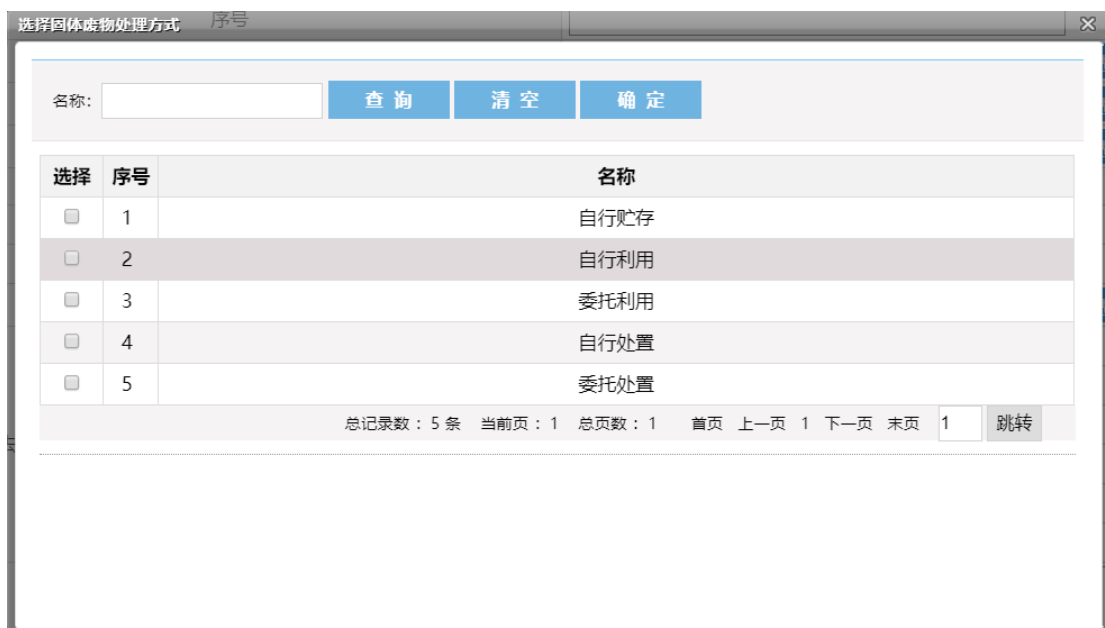 选择固体废物处理方式
序号
名称:
查 询 清 空 确 定
选择 序号 名称
1 自行贮存
2 自行利用
3 委托利用
4 自行处置
5 委托处置
总记录数：5 条 当前页：1 总页数：1 首页 上一页 1 下一页 末页 1 跳转